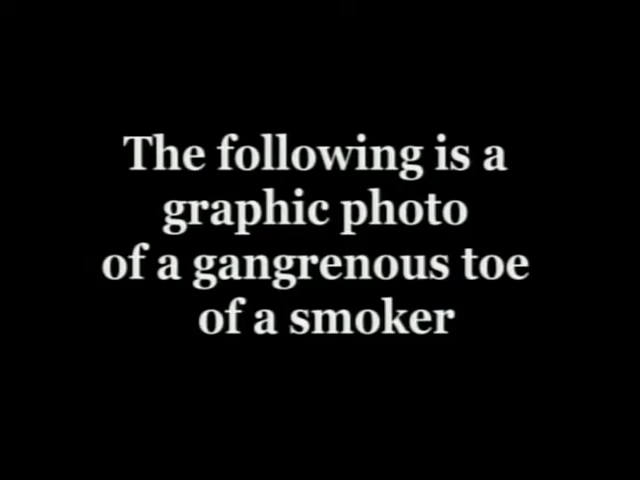 The following is a
graphic photo
of a gangrenous toe
of a smoker